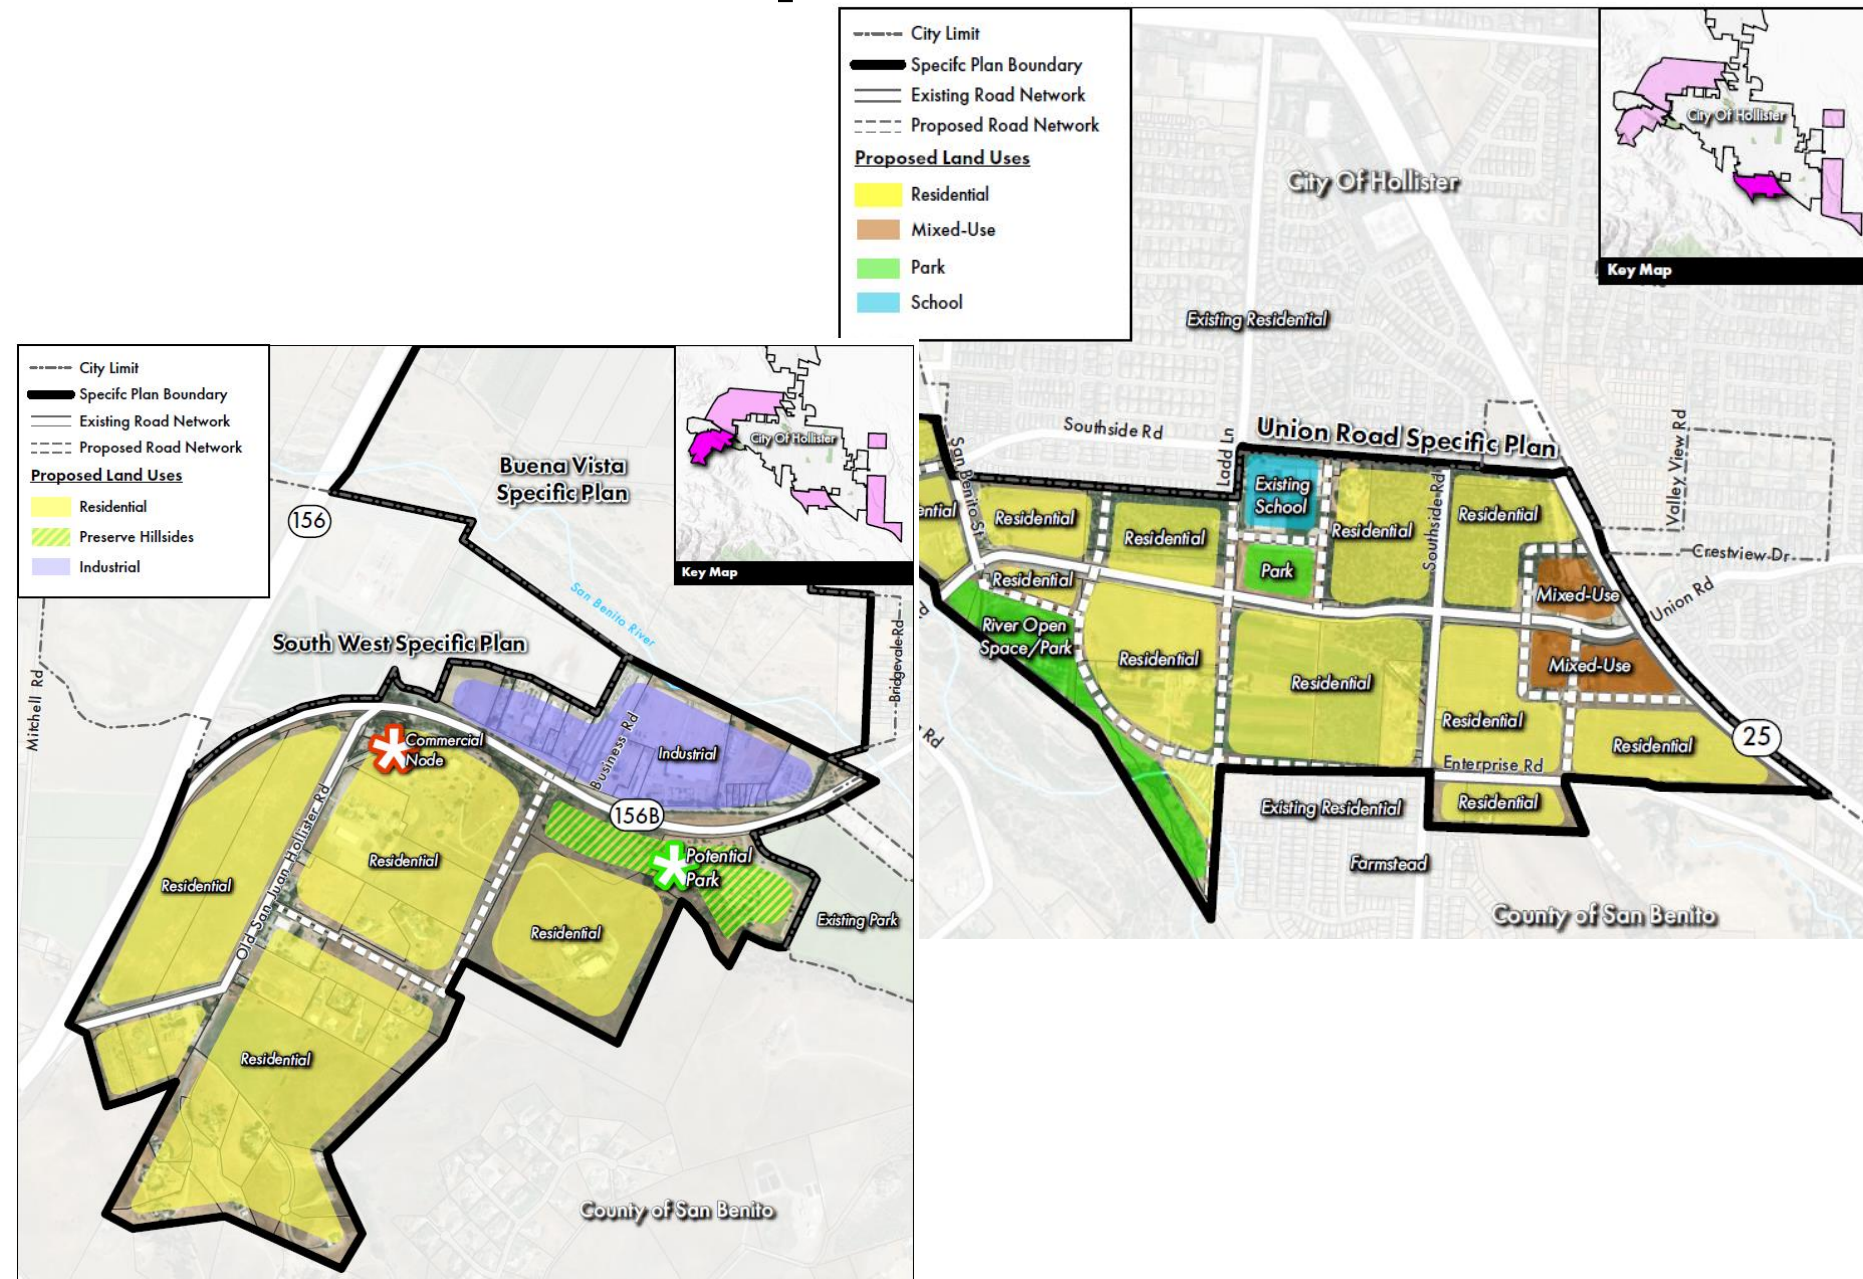 City Limit
Specifc Plan Boundary
Existing Road Network
Proposed Road Network
Proposed Land Uses
Residential
Mixed-Use
Park
School
City Of Hollister
Existing Residential
City Of Hollister
Key Map
Southside Rd
Ladd Ln
Union Road Specific Plan
Valley View Rd
San Benito St
Residential
Residential
Existing
School
Residential
Southside Rd
Residential
Crestview Dr
Park
Residential
Mixed-Use
Union Rd
River Open
Space/Park
Residential
Residential
Mixed-Use
Residential
Residential
25
Rd
Enterprise Rd
Existing Residential
Residential
Farmstead
County of San Benito
City Limit
Specifc Plan Boundary
Existing Road Network
Proposed Road Network
Proposed Land Uses
Residential
Preserve Hillsides
Industrial
156
Buena Vista
Specific Plan
City Of Hollister
Key Map
San Benito River
South West Specific Plan
Bridgevale Rd
Mitchell Rd
Commercial
Node
Business Rd
Industrial
156B
Old San Juan Hollister Rd
Residential
Residential
Potential
Park
Residential
Existing Park
Residential
County of San Benito